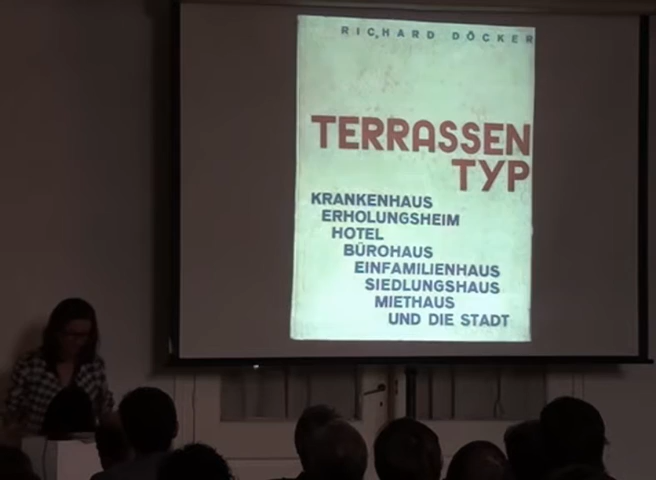 RICHARD DÖCKER
TERRASSEN
TYP
KRANKENHAUS
ERHOLUNGSHEIM
HOTEL
BÜROHAUS
EINFAMILIENHAUS
SIEDLUNGSHAUS
MIETHAUS
UND DIE STADT